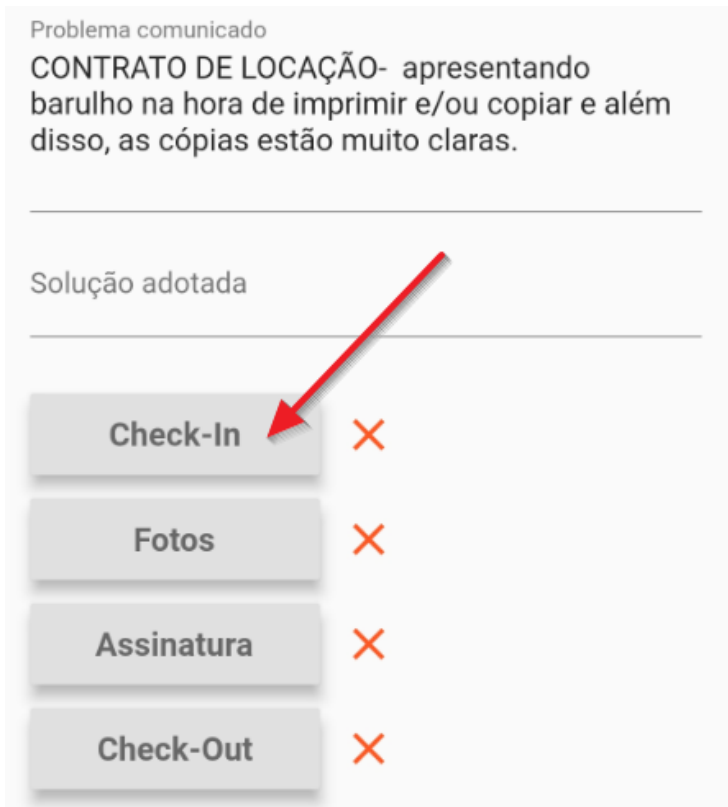 Problema comunicado
CONTRATO DE LOCAÇÃO-  apresentando
barulho na hora de imprimir e/ou copiar e além
disso, as cópias estão muito claras.
Solução adotada
Check-In
Fotos
Assinatura
Check-Out